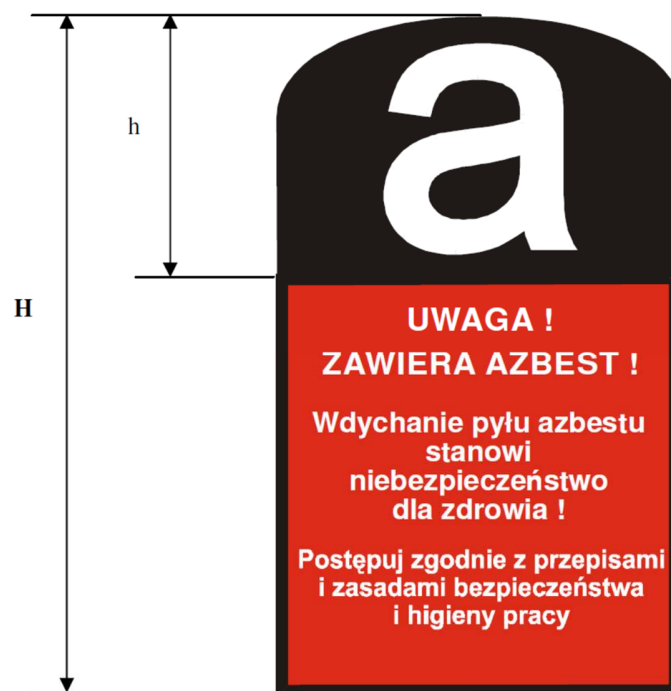 h
H
a
UWAGA !
ZAWIERA AZBEST !
Wdychanie pyłu azbestu
stanowi
niebezpieczeństwo
dla zdrowia !
Postępuj zgodnie z przepisami
i zasadami bezpieczeństwa
i higieny pracy